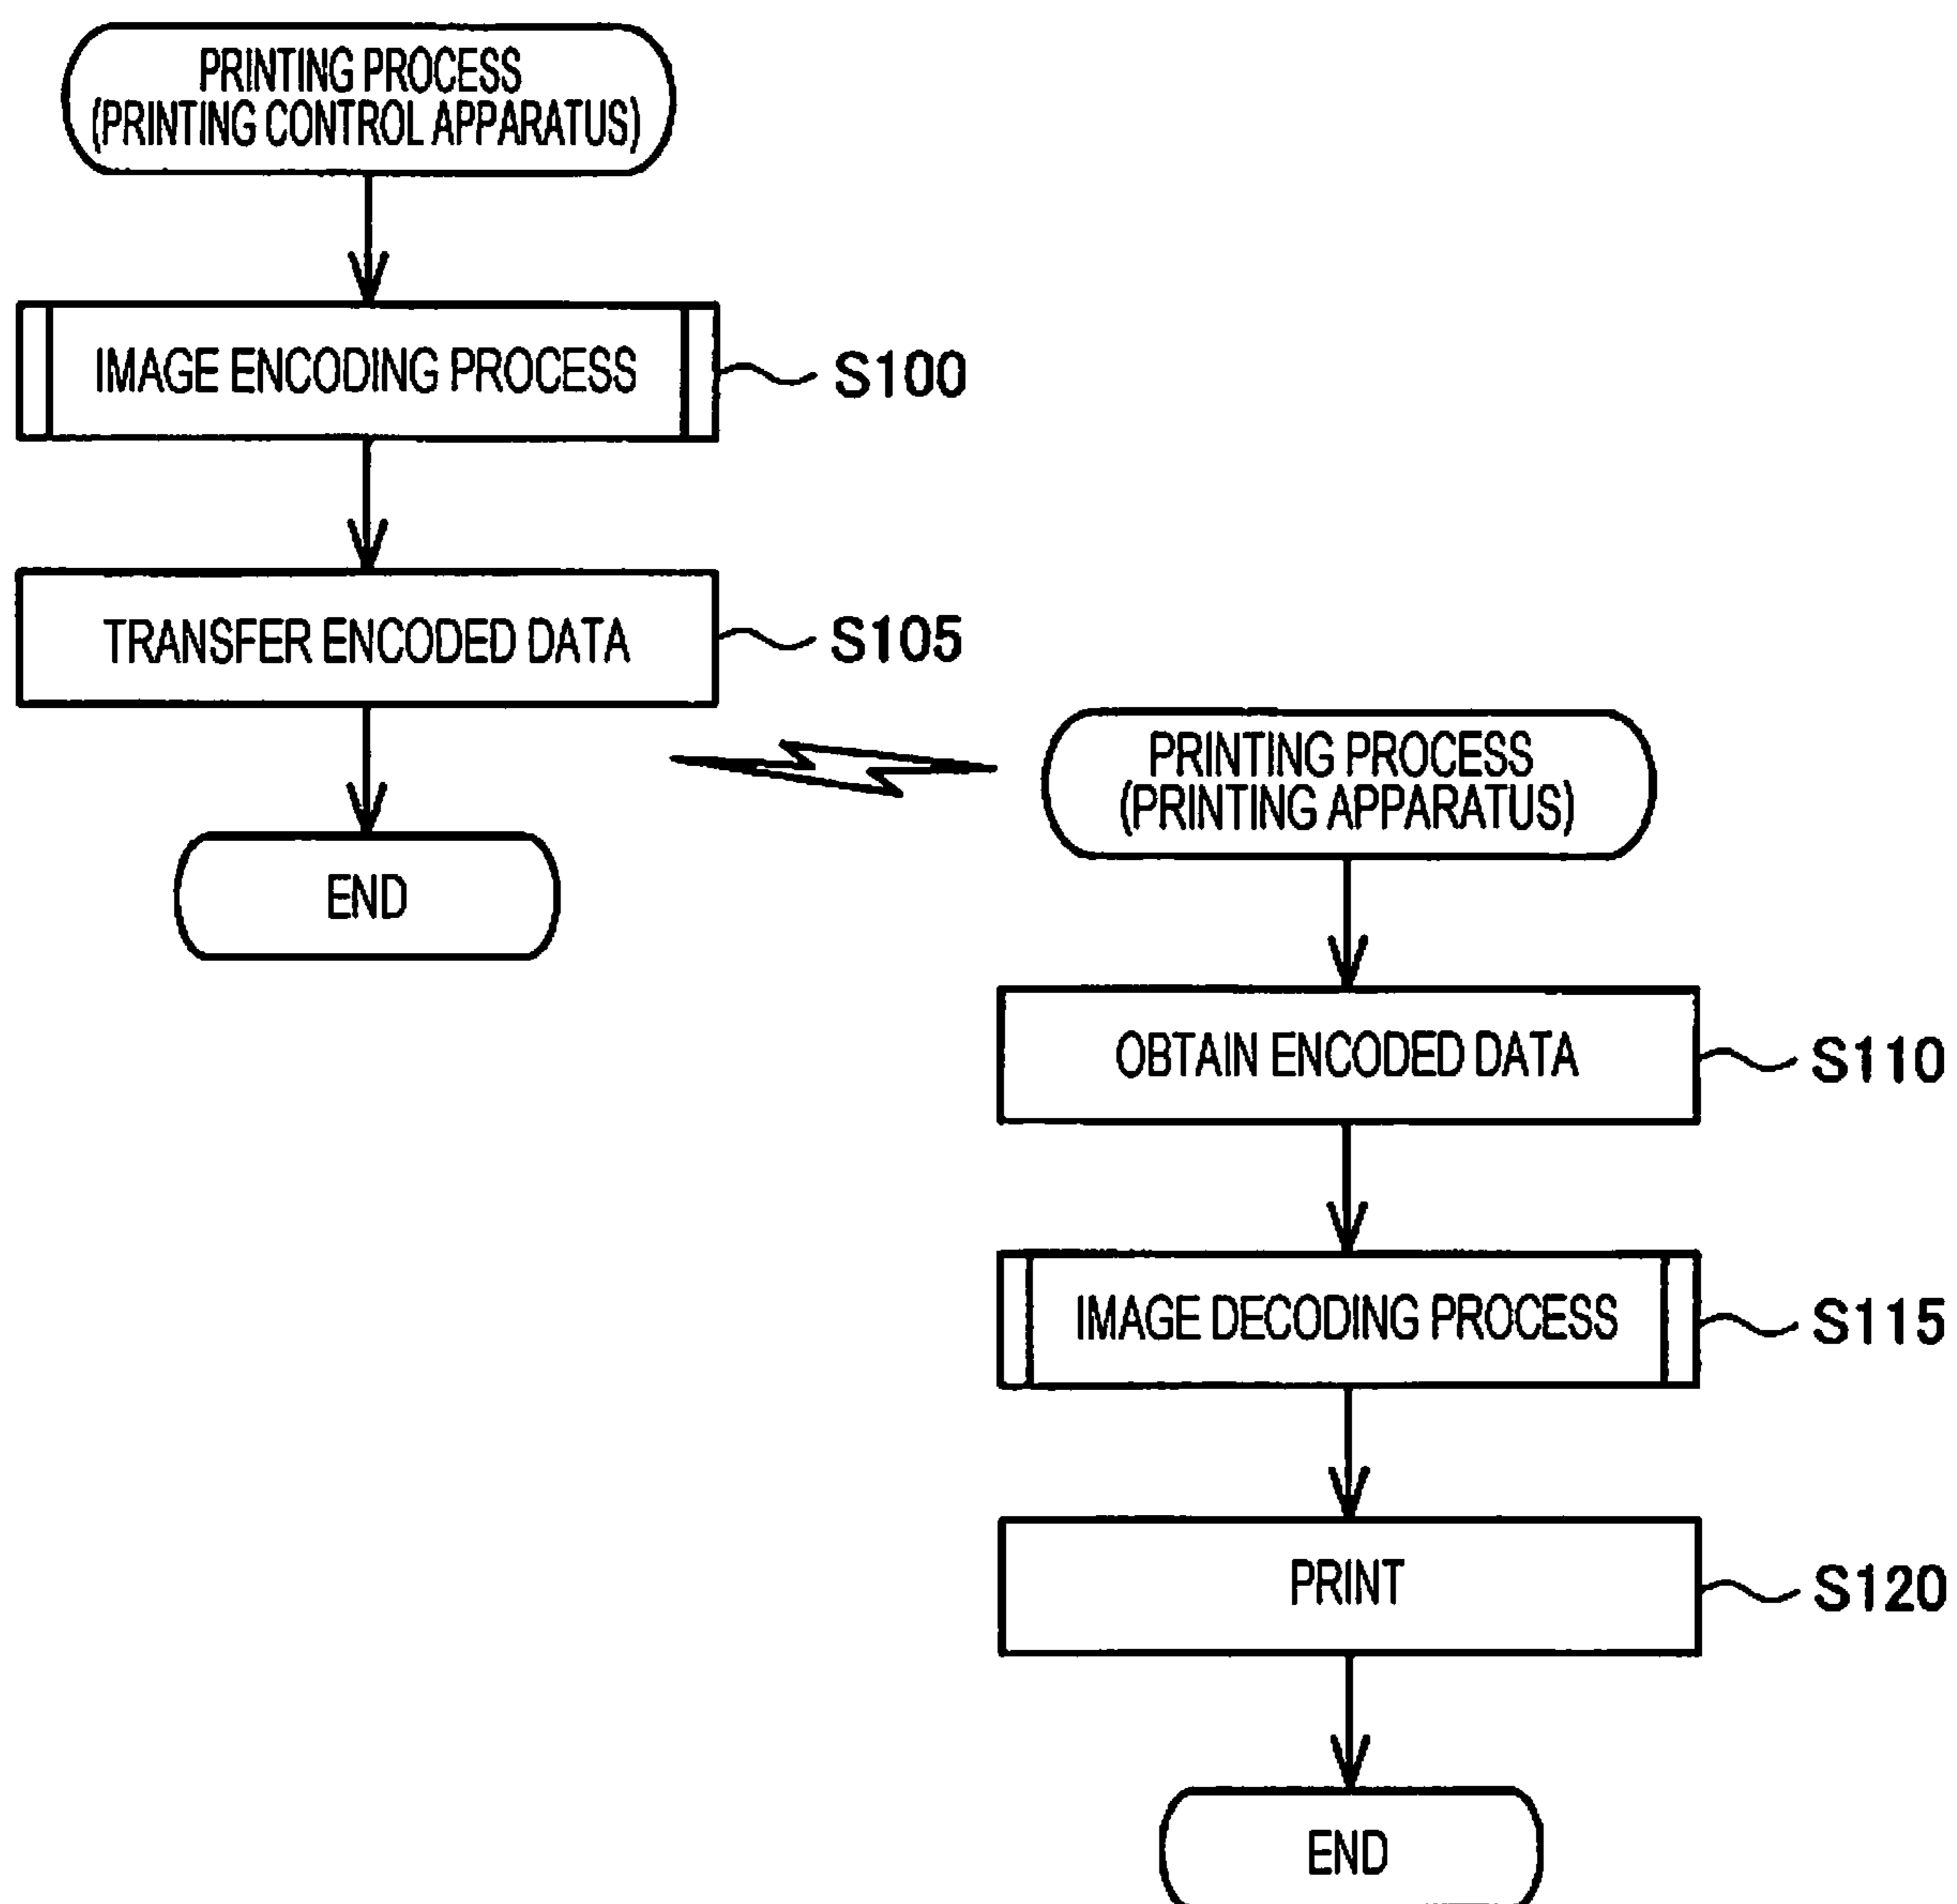 PRINTING PROCESS
(PRINTING CONTROL APPARATUS)
IMAGE ENCODING PROCESS
S100
TRANSFER ENCODED DATA
S105
END
PRINTING PROCESS
(PRINTING APPARATUS)
OBTAIN ENCODED DATA
S110
IMAGE DECODING PROCESS
S115
PRINT
S120
END